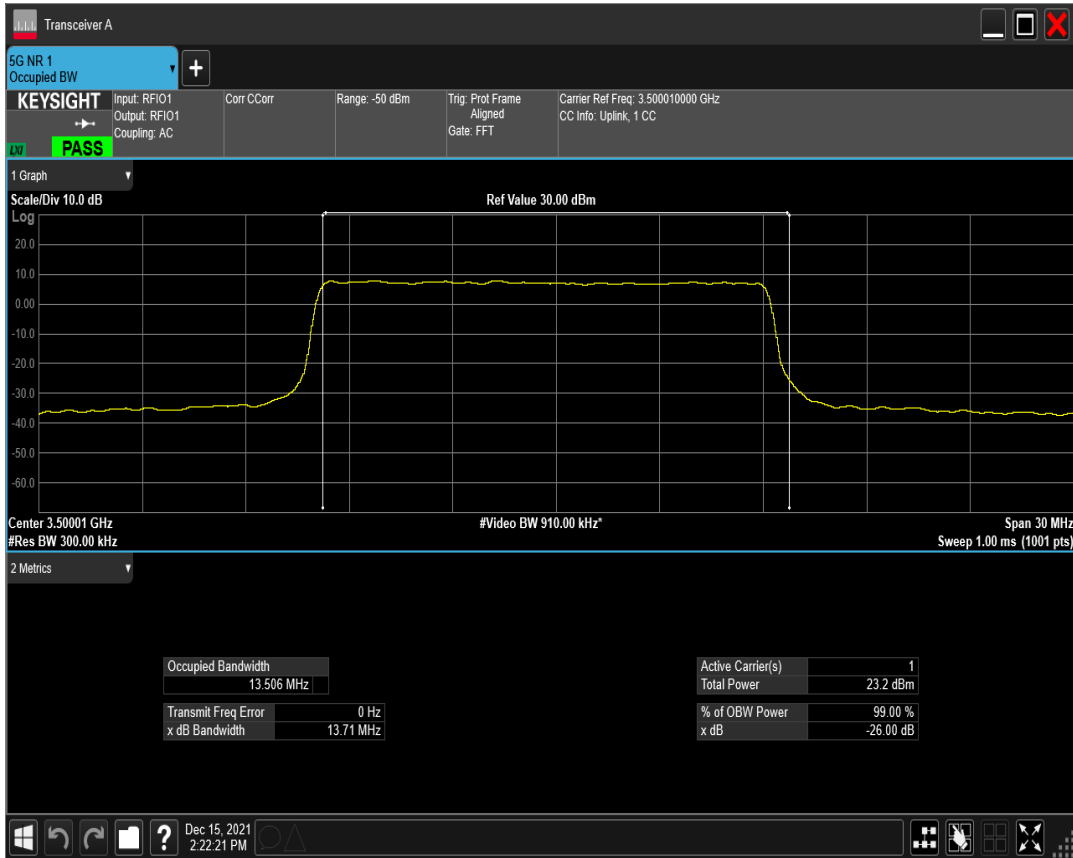 Transceiver A
5G NR 1
Occupied BW
+
KEYSIGHT
LXI
PASS
Input: RFIO1
Output: RFIO1
Coupling: AC
Corr CCorr
Range: -50 dBm
Trig: Prot Frame
Aligned
Gate: FFT
Carrier Ref Freq: 3.500010000 GHz
CC Info: Uplink, 1 CC
1 Graph
Scale/Div 10.0 dB
Ref Value 30.00 dBm
Log
20.0
10.0
0.00
-10.0
-20.0
-30.0
-40.0
-50.0
-60.0
Center 3.50001 GHz
#Video BW 910.00 kHz*
Span 30 MHz
#Res BW 300.00 kHz
Sweep 1.00 ms (1001 pts)
2 Metrics
Occupied Bandwidth
13.506 MHz
Transmit Freq Error 0 Hz
x dB Bandwidth 13.71 MHz
Active Carrier(s) 1
Total Power 23.2 dBm
% of OBW Power 99.00 %
x dB -26.00 dB
?
Dec 15, 2021
2:22:21 PM